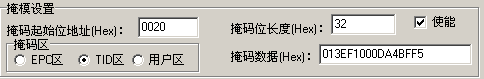 掩模设置
掩码起始位地址(Hex): 0020 掩码位长度(Hex): 32 使能
掩码区
EPC区 TID区 用户区 掩码数据(HEX): 013EF1000DA4BFF5